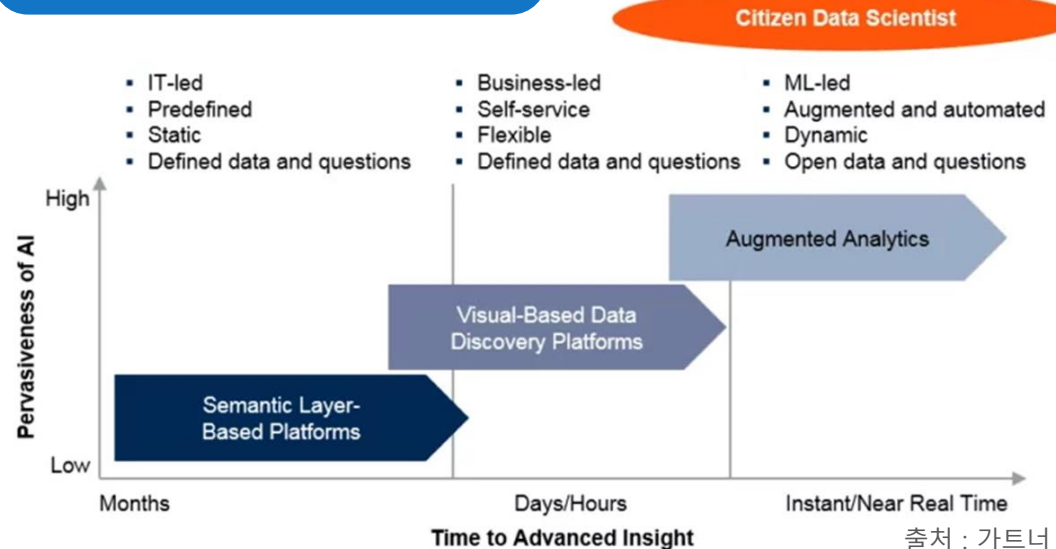 Citizen Data Scientist
▪ IT-led
▪ Predefined
▪ Static
▪ Defined data and questions
▪ Business-led
▪ Self-service
▪ Flexible
▪ Defined data and questions
▪ ML-led
▪ Augmented and automated
▪ Dynamic
▪ Open data and questions
High
Pervasiveness of AI
Low
Augmented Analytics
Visual-Based Data
Discovery Platforms
Semantic Layer-
Based Platforms
Months
Days/Hours
Instant/Near Real Time
Time to Advanced Insight
출처 : 가트너